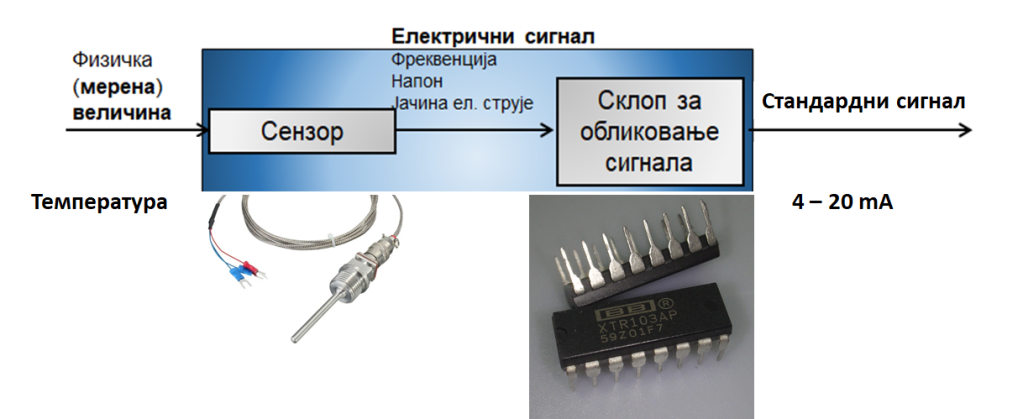 Електрични сигнал
Физичка
(мерена)
величина
Фреквенција
Напон
Јачина ел. струје
Сензор
Склоп за
обликовање
сигнала
Стандардни сигнал
Температура
4 – 20 mA
BB®
XTR103AP
59Z01F7